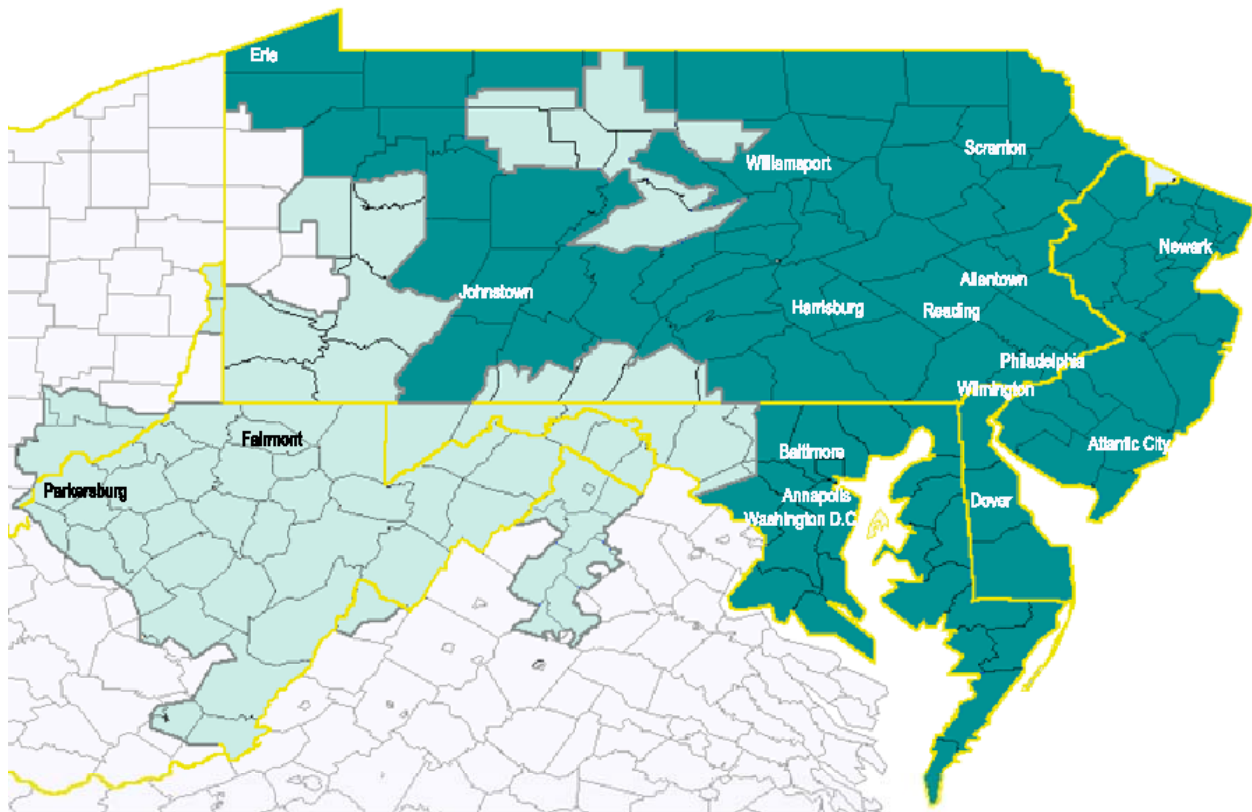 Erie
Scranton
Williamsport
Newark
Allentown
Johnstown
Harrisburg
Reading
Philadelphia
Wilmington
Fairmont
Baltimore
Atlantic City
Parkersburg
Annapolis
Dover
Washington D.C